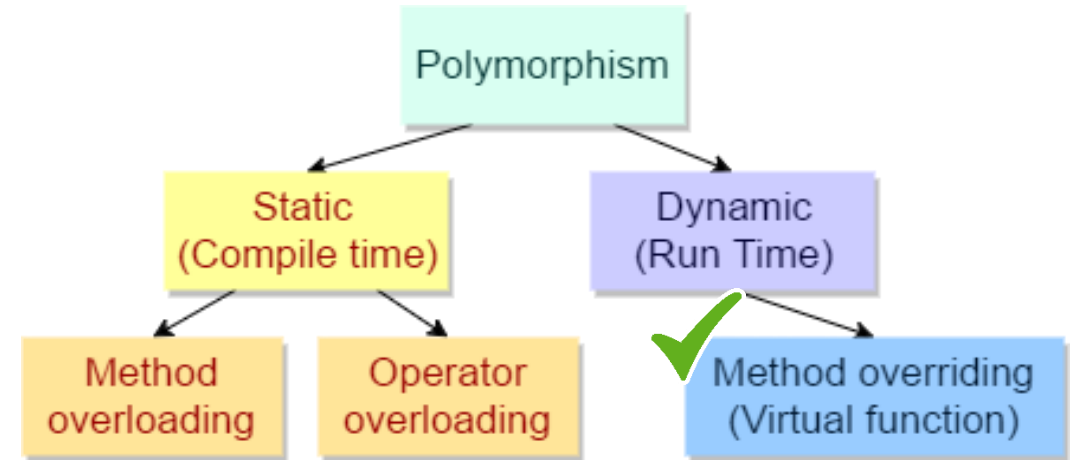 Polymorphism
Static
(Compile time)
Dynamic
(Run Time)
Method
overloading
Operator
overloading
Method overriding
(Virtual function)